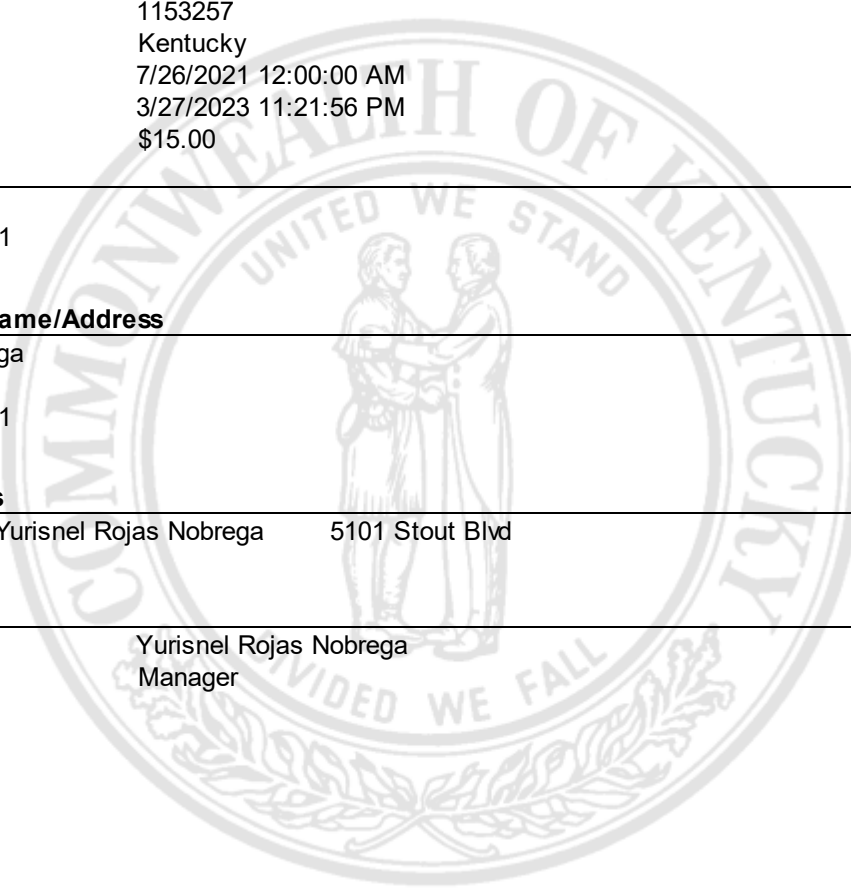 1153257
Kentucky
7/26/2021 12:00:00 AM
3/27/2023 11:21:56 PM
$15.00
1
ame/Address
ga
1
s
Yurisnel Rojas Nobrega 5101 Stout Blvd
Yurisnel Rojas Nobrega
Manager
COMMONWEALTH OF KENTUCKY
UNITED WE STAND
DIVIDED WE FALL